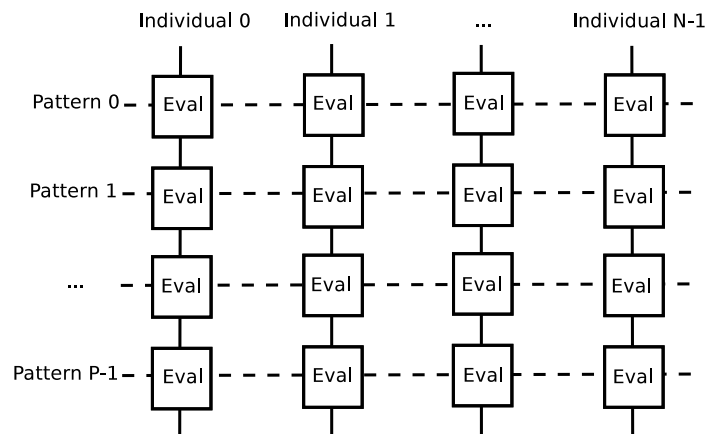 Individual 0 Individual 1 ... Individual N-1
Pattern 0 Eval Eval Eval Eval
Pattern 1 Eval Eval Eval Eval
... Eval Eval Eval Eval
Pattern P-1 Eval Eval Eval Eval